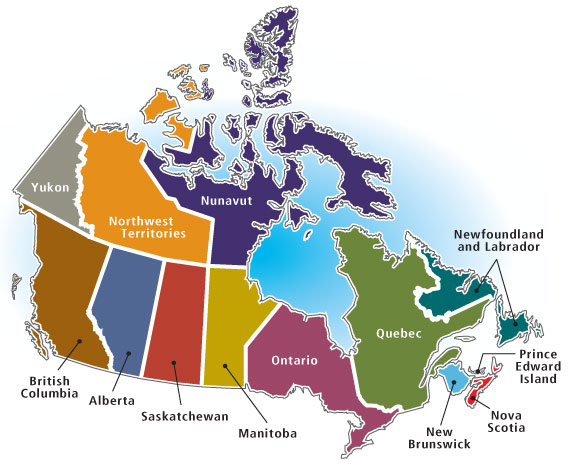 Yukon
Nunavut
Northwest
Territories
Newfoundland
and Labrador
Quebec
Ontario
Prince
Edward
Island
British
Columbia
Alberta
Saskatchewan
Manitoba
New
Brunswick
Nova
Scotia